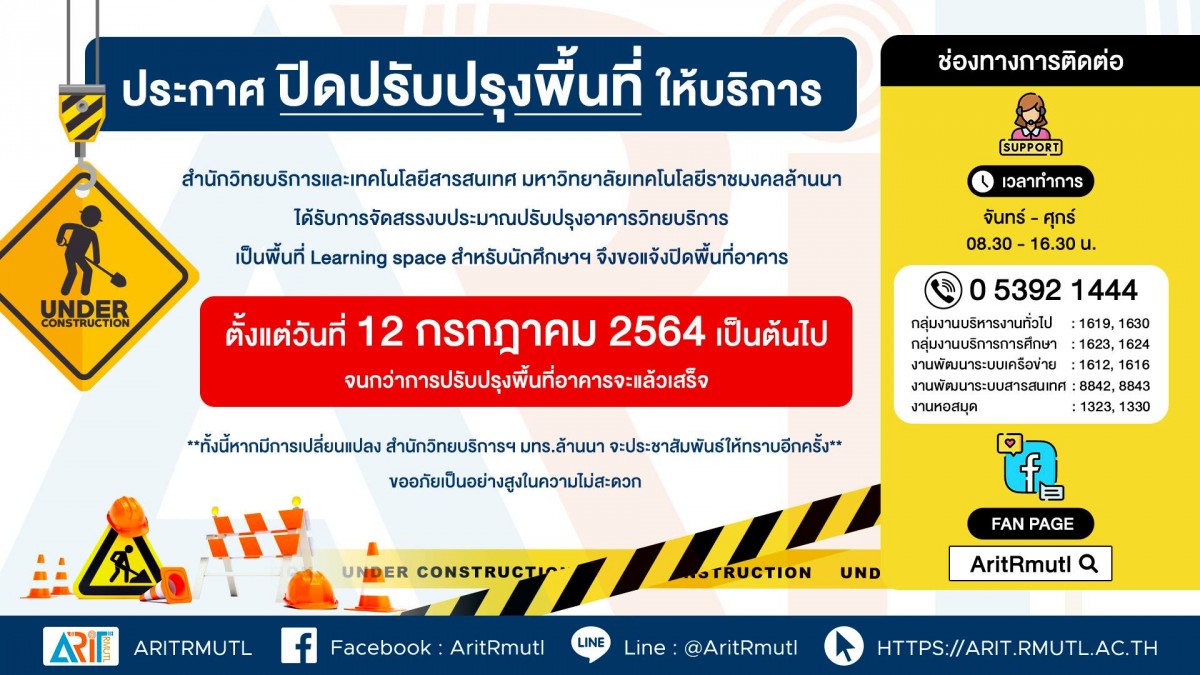 ประกาศ ปิดปรับปรุงพื้นที่ ให้บริการ
สำนักวิทยบริการและเทคโนโลยีสารสนเทศ มหาวิทยาลัยเทคโนโลยีราชมงคลล้านนา
ได้รับการจัดสรรงบประมาณปรับปรุงอาคารวิทยบริการ
เป็นพื้นที่ Learning space สำหรับนักศึกษาฯ จึงขอแจ้งปิดพื้นที่อาคาร
UNDER
CONSTRUCTION
ตั้งแต่วันที่ 12 กรกฎาคม 2564 เป็นต้นไป
จนกว่าการปรับปรุงพื้นที่อาคารจะแล้วเสร็จ
**ทั้งนี้หากมีการเปลี่ยนแปลง สำนักวิทยบริการฯ มทร.ล้านนา จะประชาสัมพันธ์ให้ทราบอีกครั้ง**
ขออภัยเป็นอย่างสูงในความไม่สะดวก
UNDER CONSTRUCTION STRUCTION UND
ช่องทางการติดต่อ
SUPPORT
เวลาทำการ
จันทร์ - ศุกร์
08.30 - 16.30 น.
0 5392 1444
กลุ่มงานบริหารงานทั่วไป : 1619, 1630
กลุ่มงานบริการการศึกษา : 1623, 1624
งานพัฒนาระบบเครือข่าย : 1612, 1616
งานพัฒนาระบบสารสนเทศ : 8842, 8843
งานหอสมุด : 1323, 1330
FAN PAGE
AritRmutl
ARIT RMUTL ARITRMUTL Facebook : AritRmutl LINE Line : @AritRmutl HTTPS://ARIT.RMUTL.AC.TH